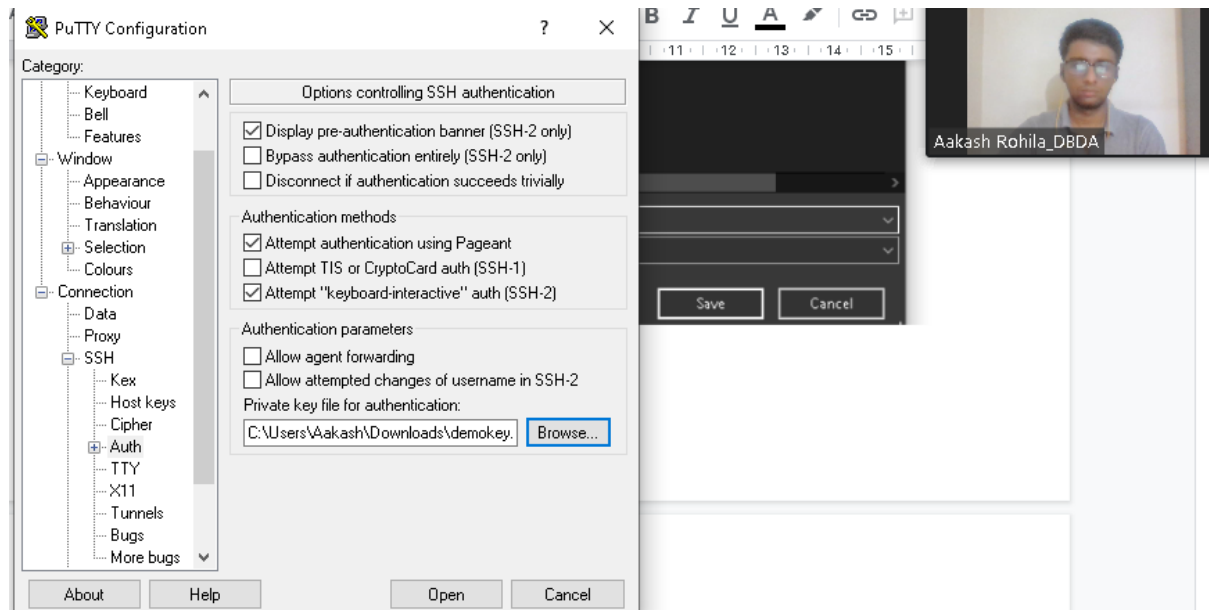 PuTTY Configuration
?
Category:
Keyboard
Bell
Features
Window
Appearance
Behaviour
Translation
Selection
Colours
Connection
Data
Proxy
SSH
Kex
Host keys
Cipher
Auth
TTY
X11
Tunnels
Bugs
More bugs
Options controlling SSH authentication
Display pre-authentication banner (SSH-2 only)
Bypass authentication entirely (SSH-2 only)
Disconnect if authentication succeeds trivially
Authentication methods
Attempt authentication using Pageant
Attempt TIS or CryptoCard auth (SSH-1)
Attempt "keyboard-interactive" auth (SSH-2)
Authentication parameters
Allow agent forwarding
Allow attempted changes of username in SSH-2
Private key file for authentication:
C:\Users\Aakash\Downloads\demokey. Browse...
About Help Open Cancel
B I U A
11 12 13 14 15
Save Cancel
Aakash Rohila_DBDA